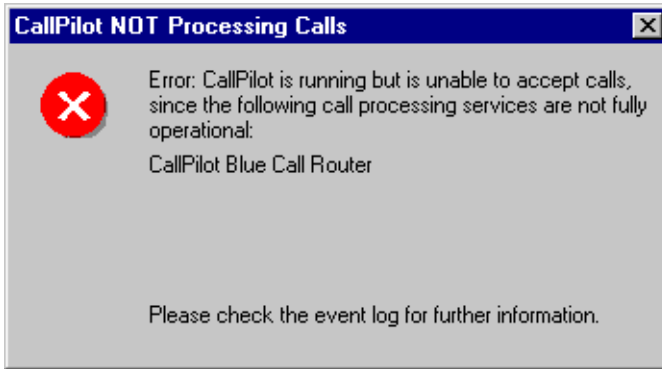 CallPilot NOT Processing Calls
Error: CallPilot is running but is unable to accept calls,
since the following call processing services are not fully
operational:
CallPilot Blue Call Router
Please check the event log for further information.